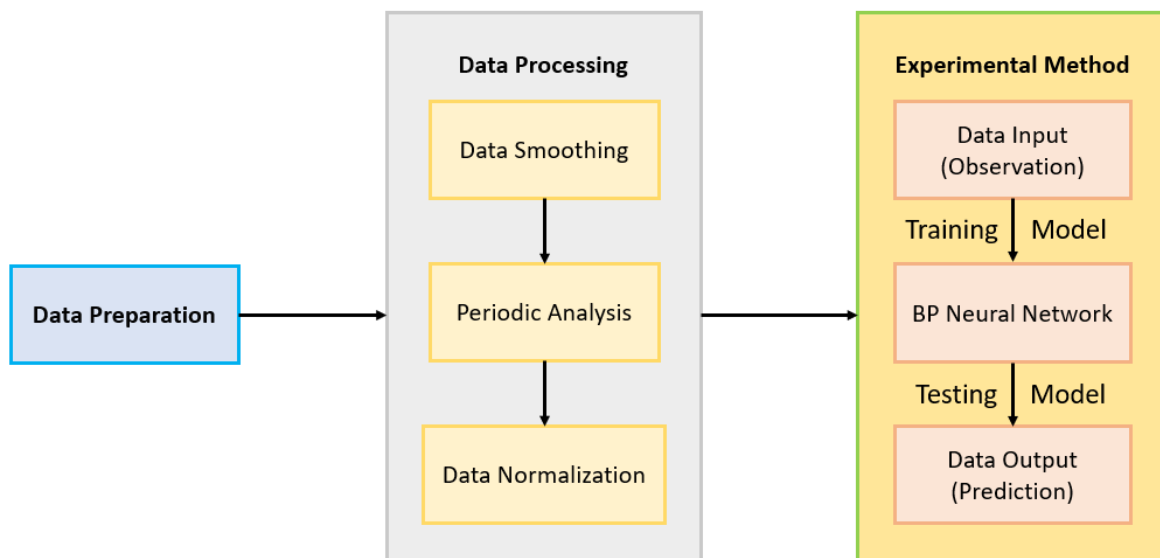 Data Preparation
Data Processing
Data Smoothing
Periodic Analysis
Data Normalization
Experimental Method
Data Input
(Observation)
Training Model
BP Neural Network
Testing Model
Data Output
(Prediction)